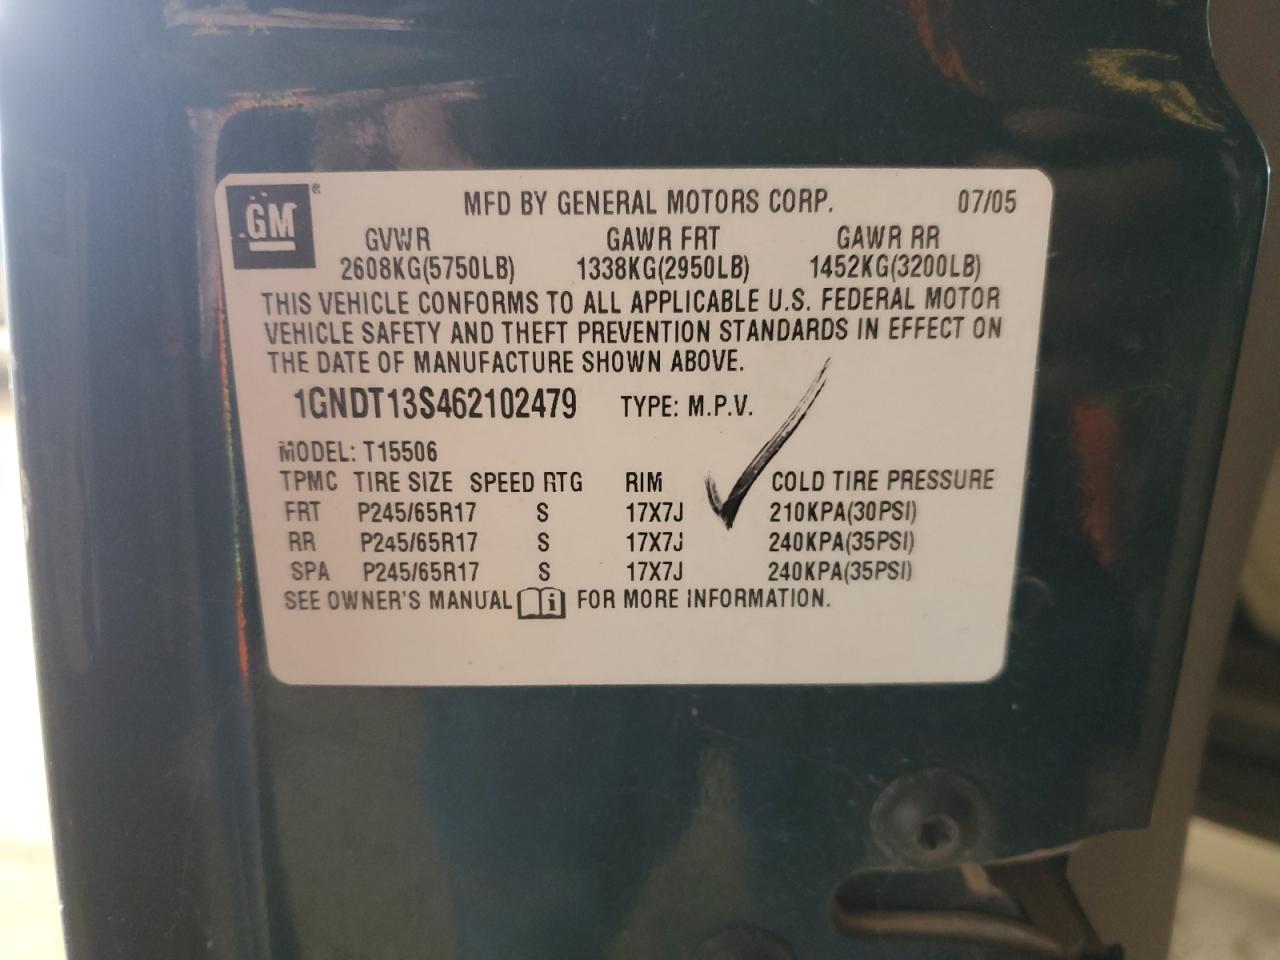 GM®
MFD BY GENERAL MOTORS CORP. 07/05
GVWR GAWR FRT GAWR RR
2608KG(5750LB) 1338KG(2950LB) 1452KG(3200LB)
THIS VEHICLE CONFORMS TO ALL APPLICABLE U.S. FEDERAL MOTOR
VEHICLE SAFETY AND THEFT PREVENTION STANDARDS IN EFFECT ON
THE DATE OF MANUFACTURE SHOWN ABOVE.
1GNDT13S462102479 TYPE: M.P.V.
MODEL: T15506
TPMC TIRE SIZE SPEED RTG RIM COLD TIRE PRESSURE
FRT P245/65R17 S 17X7J 210KPA(30PSI)
RR P245/65R17 S 17X7J 240KPA(35PSI)
SPA P245/65R17 S 17X7J 240KPA(35PSI)
SEE OWNER'S MANUAL i FOR MORE INFORMATION.